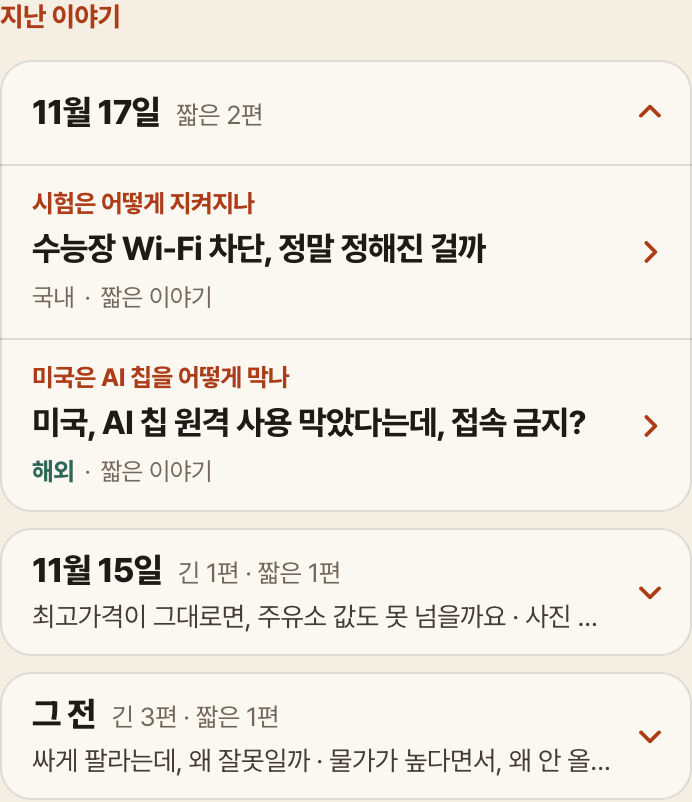 지난 이야기
11월 17일 짧은 2편
시험은 어떻게 지켜지나
수능장 Wi-Fi 차단, 정말 정해진 걸까
국내 · 짧은 이야기
미국은 AI 칩을 어떻게 막나
미국, AI 칩 원격 사용 막았다는데, 접속 금지?
해외 · 짧은 이야기
11월 15일 긴 1편 · 짧은 1편
최고가격이 그대로면, 주유소 값도 못 넘을까요 · 사진 ...
그 전 긴 3편 · 짧은 1편
싸게 팔라는데, 왜 잘못일까 · 물가가 높다면서, 왜 안 올...